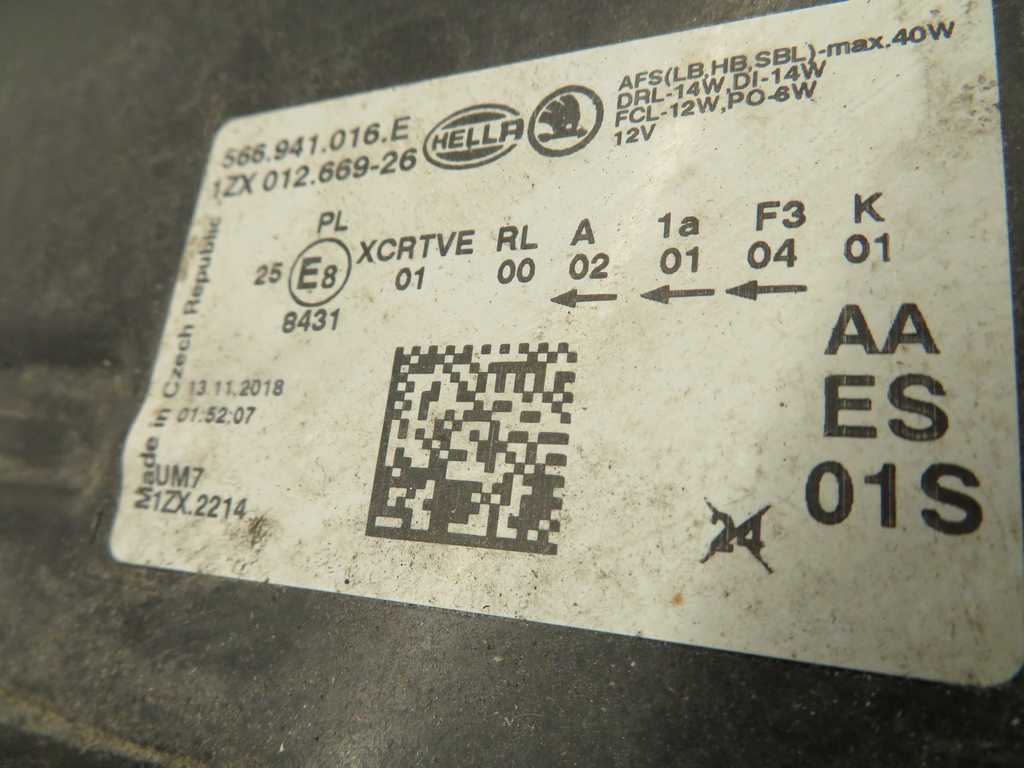 566.941.016.E
1ZX 012.669-26
HELLA
AFS(LB,HB,SBL)-max.40W
DRL-14W,DI-14W
FCL-12W,PO-6W
12V
PL
25 E8
8431
XCRTVE RL A 1a F3 K
01 00 02 01 04 01
Made in Czech Republic
13.11.2018
01:52:07
UM7
1ZX.2214
AA
ES
01S
24